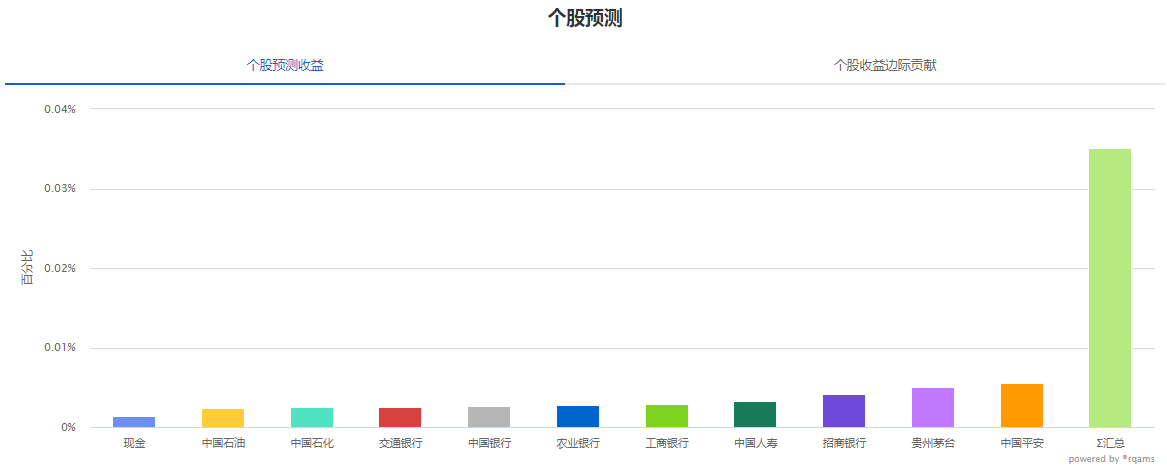 个股预测
个股预测收益 个股收益边际贡献
0.04%
0.03%
0.02%
0.01%
0%
百分比
现金 中国石油 中国石化 交通银行 中国银行 农业银行 工商银行 中国人寿 招商银行 贵州茅台 中国平安 Σ汇总
powered by ®rqams